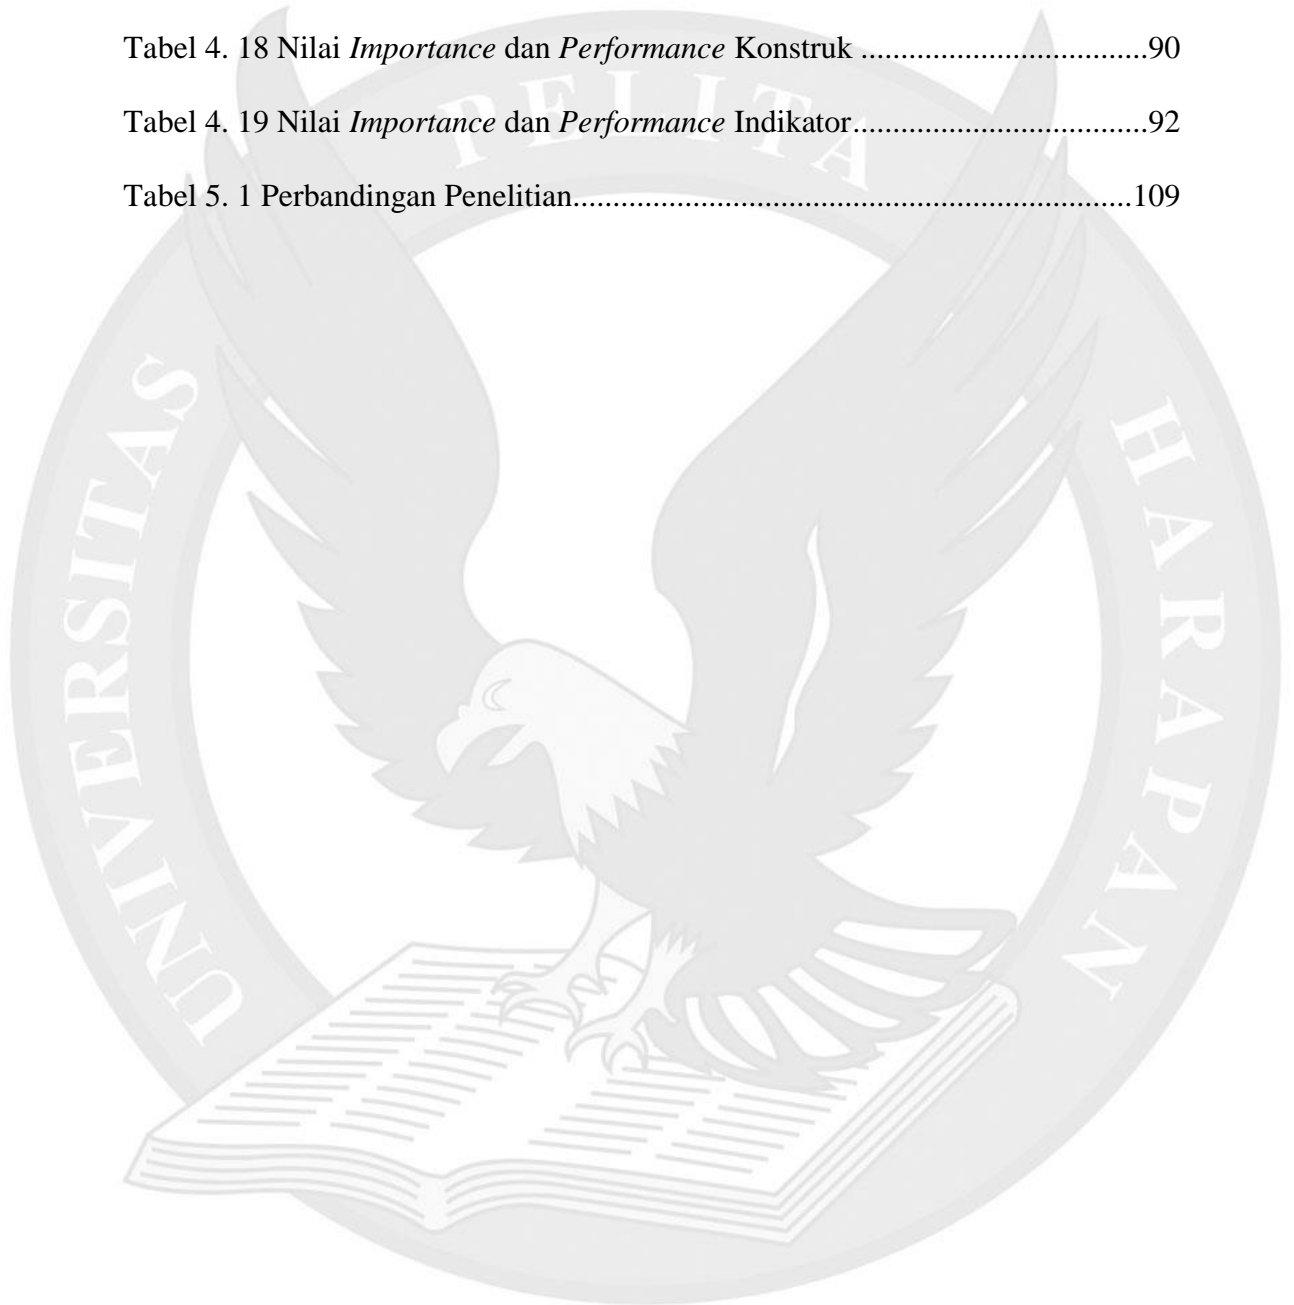 Tabel 4. 18 Nilai Importance dan Performance Konstruk ....................................90
Tabel 4. 19 Nilai Importance dan Performance Indikator.....................................92
Tabel 5. 1 Perbandingan Penelitian......................................................................109
UNIVERSITAS PELITA HARAPAN